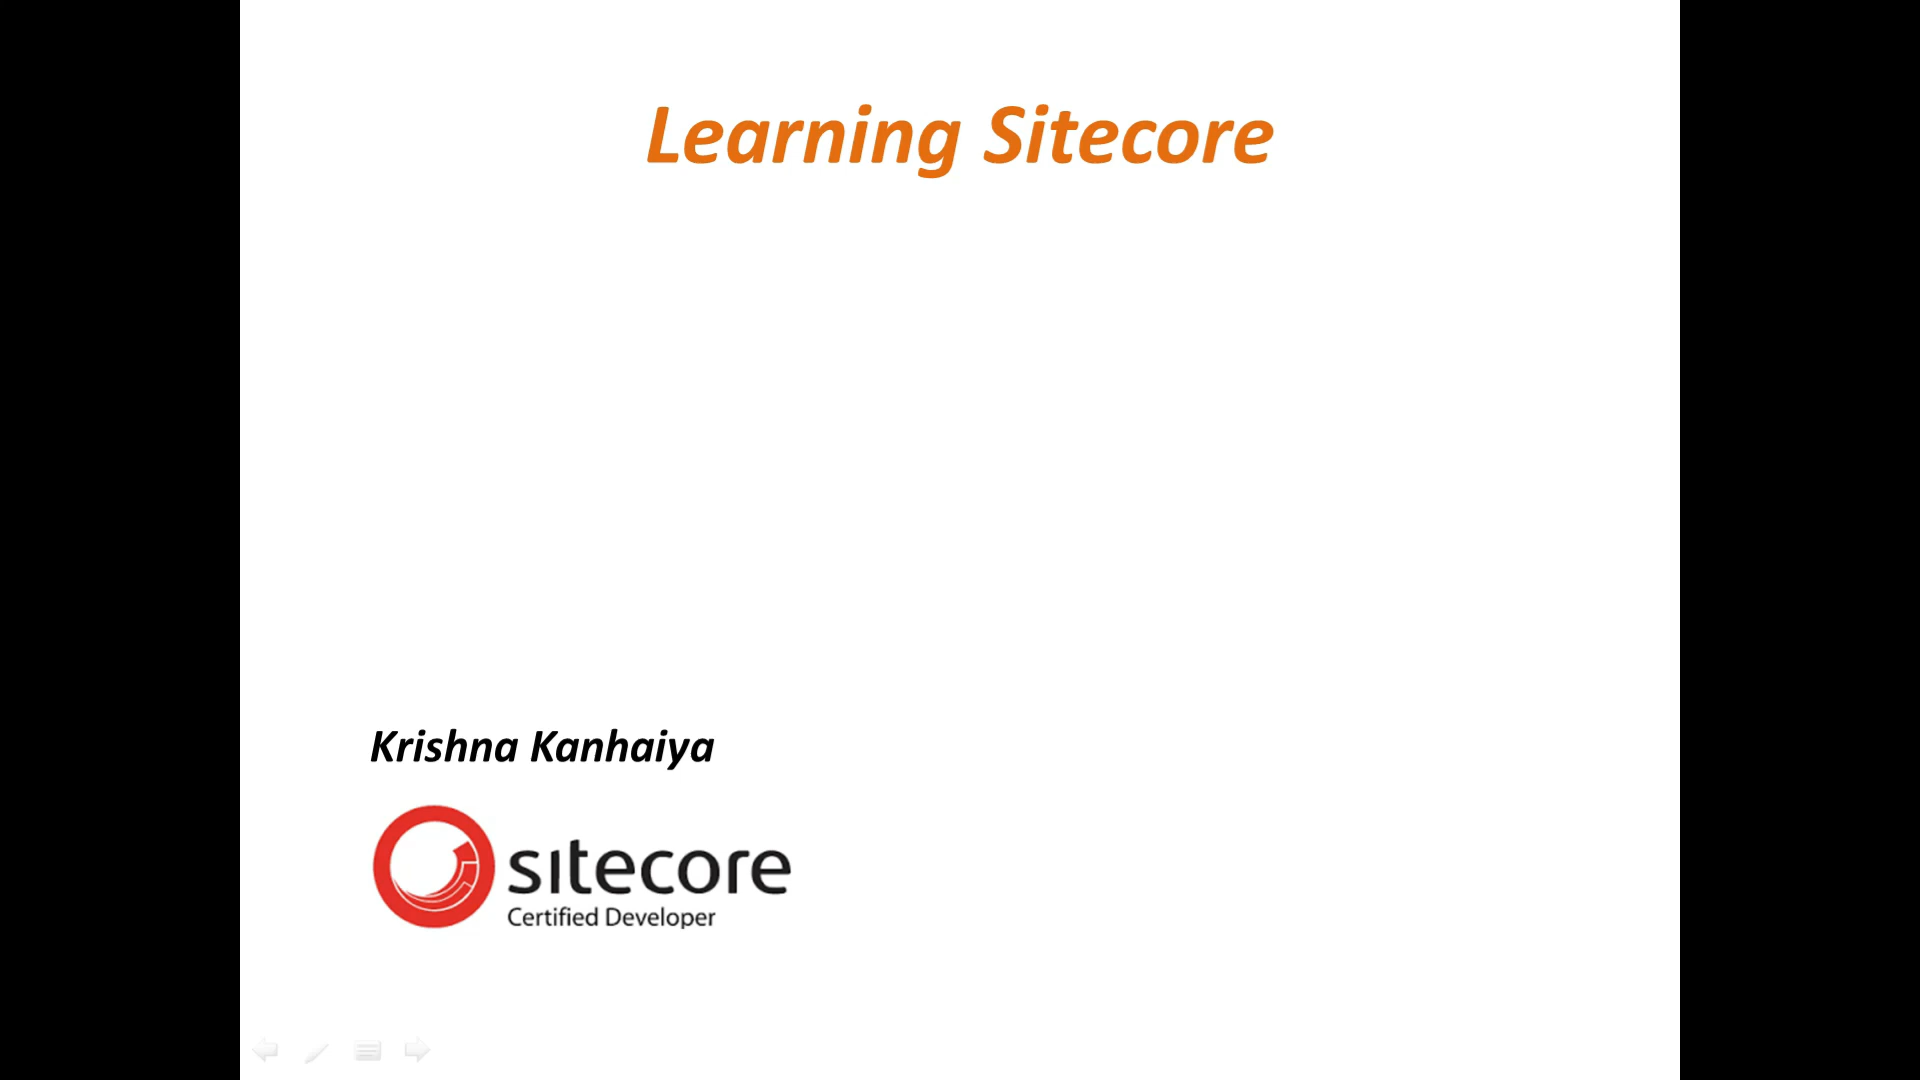 Learning Sitecore
Krishna Kanhaiya
sitecore
Certified Developer